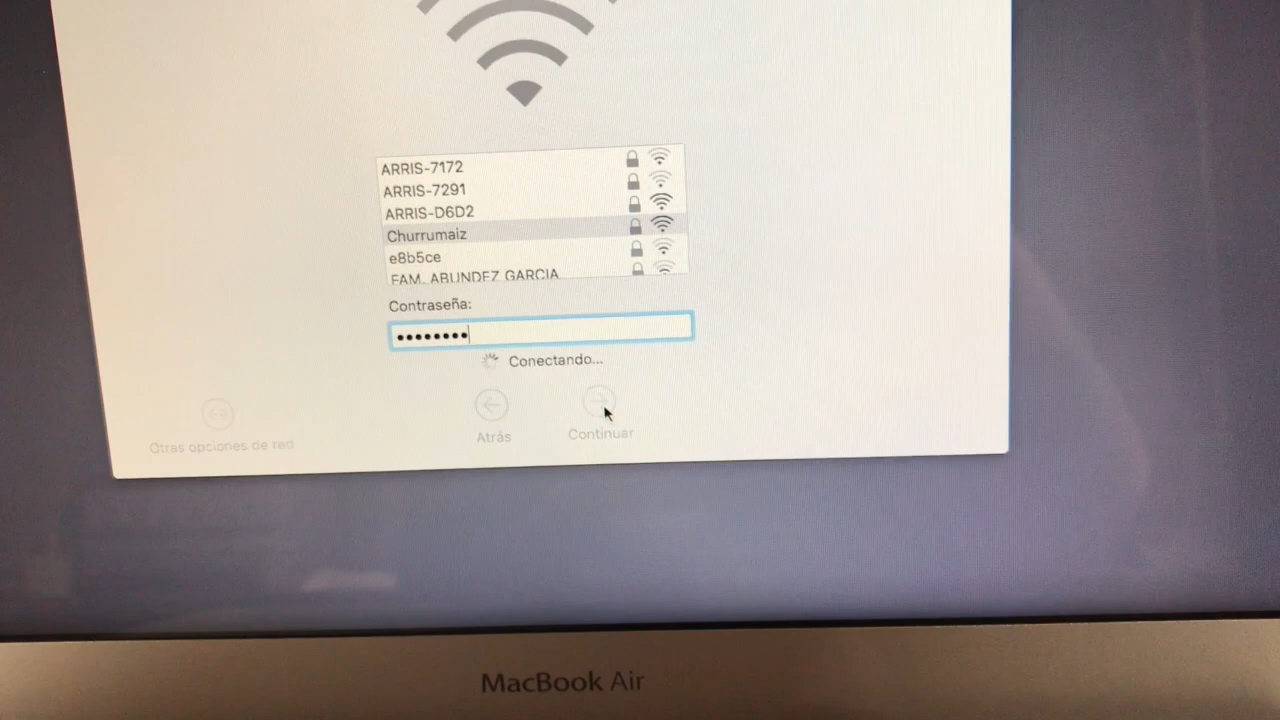 ARRIS-7172
ARRIS-7291
ARRIS-D6D2
Churrumaiz
e8b5ce
FAM. ABUNDEZ GARCIA
Contraseña:
••••••••
Conectando...
Otras opciones de red
Atrás
Continuar
MacBook Air